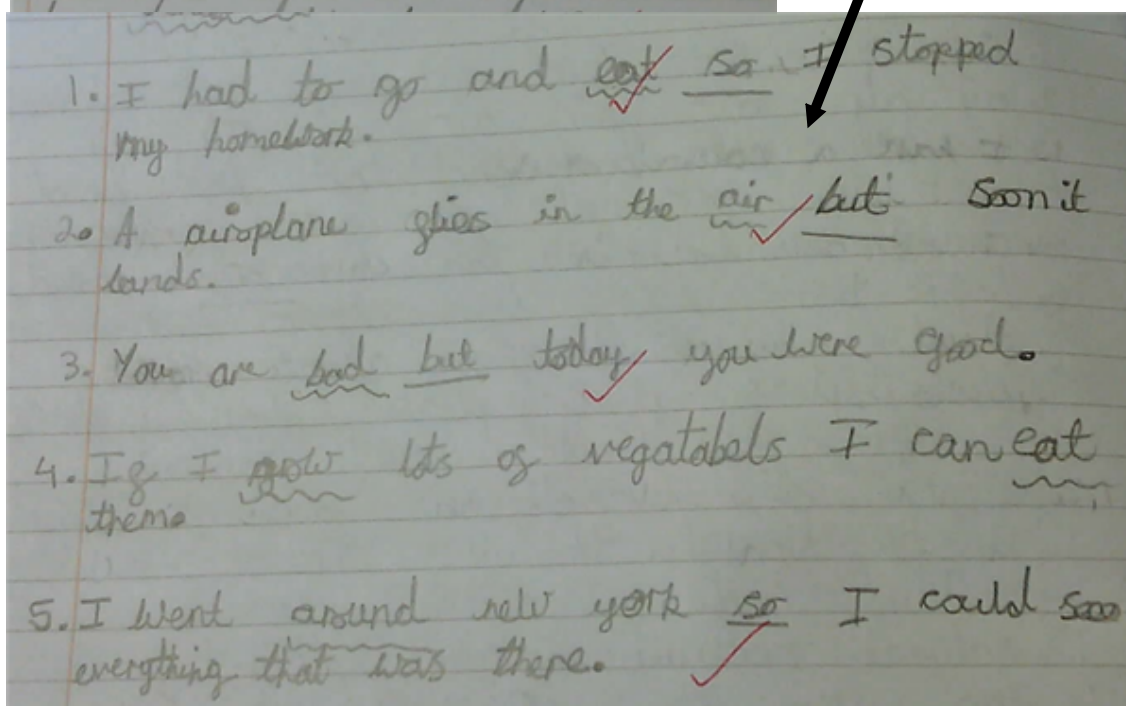 1. I had to go and eat so I stopped
my homework.
2. A airoplane flies in the air but soon it
lands.
3. You are bad but today you were good.
4. If I grow lots of vegatabels I can eat
them.
5. I went around new york so I could
everything that was there.